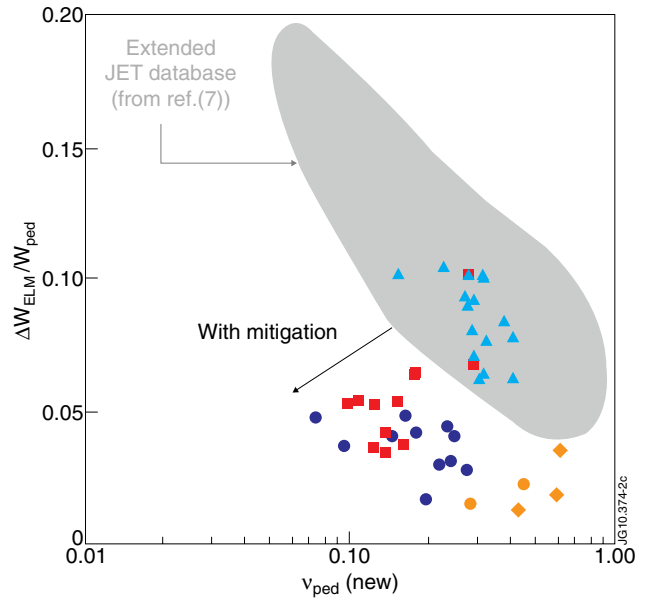 0.20
Extended
JET database
(from ref.(7))
0.15
0.10
With mitigation
0.05
0
0.01
0.10
1.00
ΔW_ELM/W_ped
ν_ped (new)
JG10.374-2c